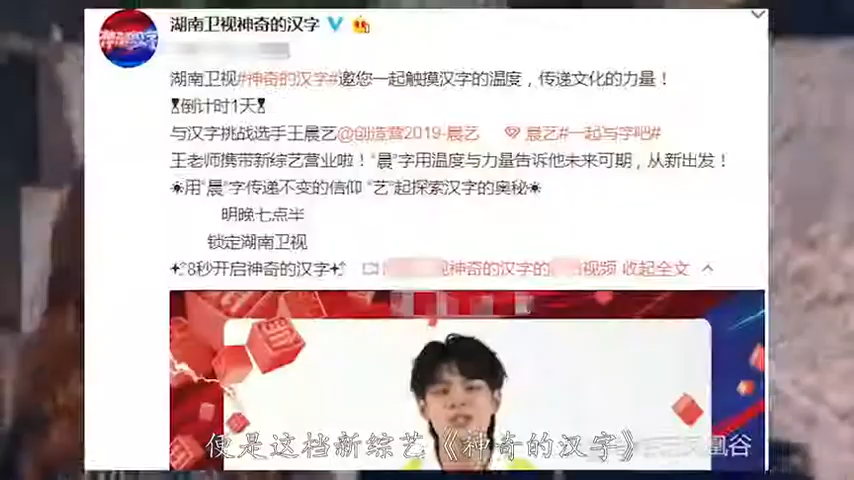 湖南卫视神奇的汉字
湖南卫视#神奇的汉字#邀您一起触摸汉字的温度，传递文化的力量！
倒计时1天
与汉字挑战选手王晨艺@创造营2019-晨艺 晨艺#一起写字吧#
王老师携带新综艺营业啦！"晨"字用温度与力量告诉他未来可期，从新出发！
☀用"晨"字传递不变的信仰 "艺"起探索汉字的奥秘☀
明晚七点半
锁定湖南卫视
8秒开启神奇的汉字 视神奇的汉字的 视频 收起全文
便是这档新综艺《神奇的汉字》
凰谷